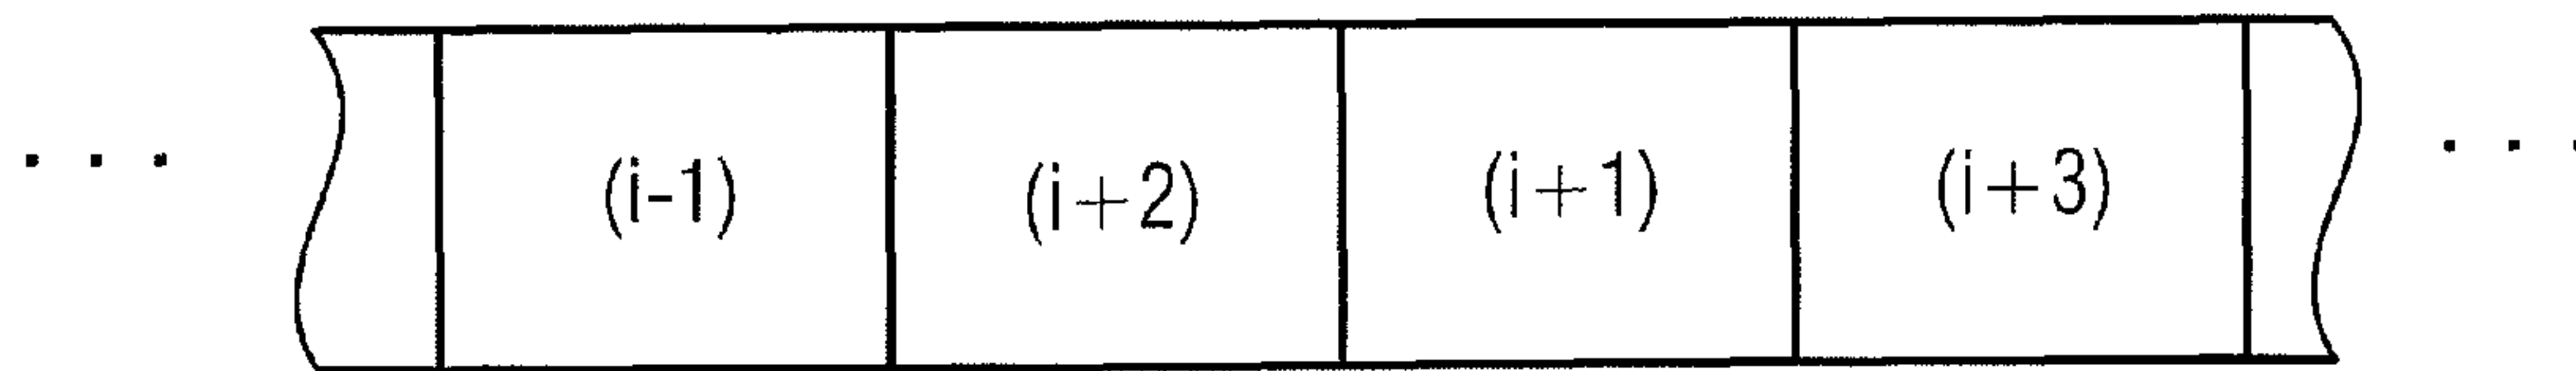 ... (i-1) (i+2) (i+1) (i+3) ...